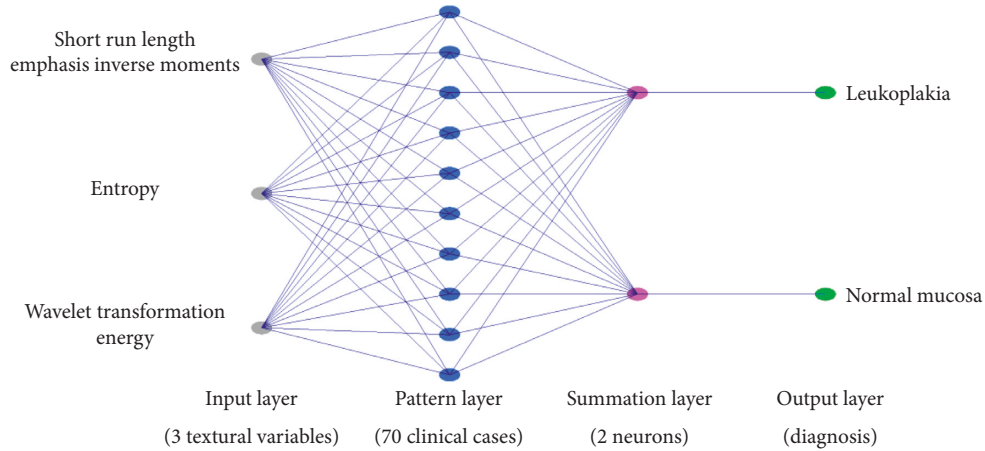 Short run length
emphasis inverse moments
Leukoplakia
Entropy
Wavelet transformation
energy
Normal mucosa
Input layer
(3 textural variables)
Pattern layer
(70 clinical cases)
Summation layer
(2 neurons)
Output layer
(diagnosis)